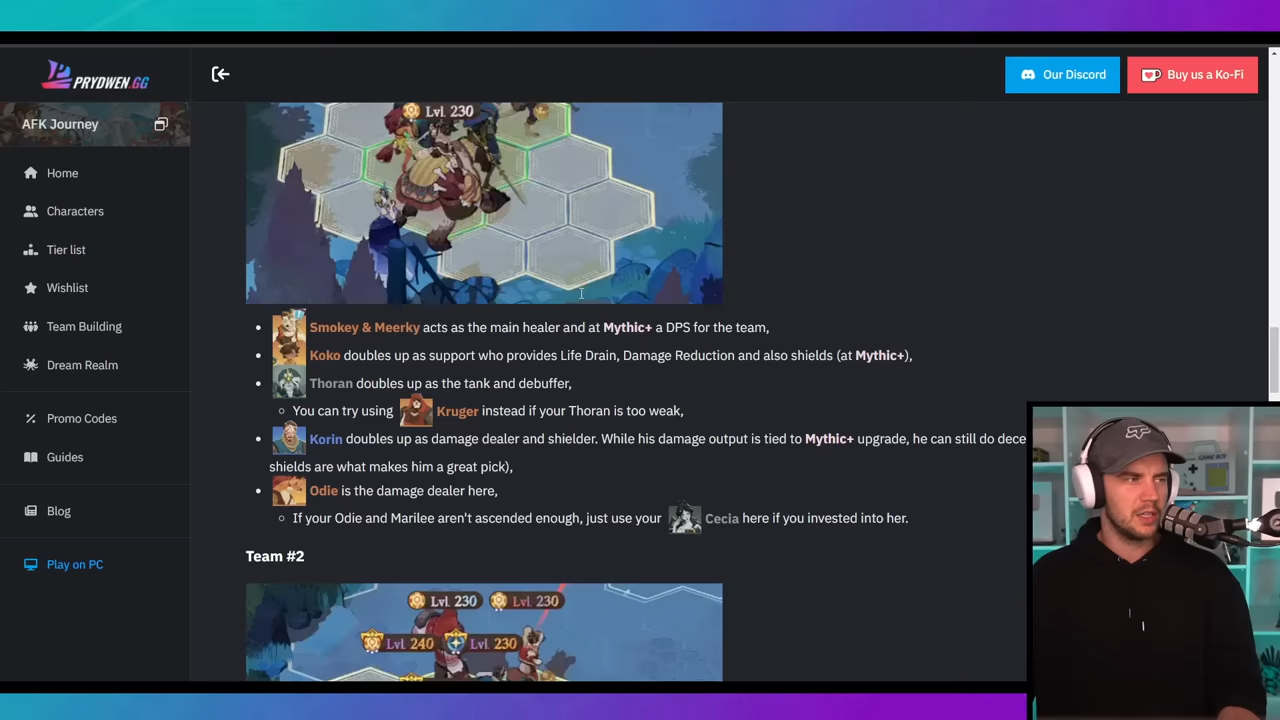 PRYDWEN.GG
Our Discord
Buy us a Ko-Fi
AFK Journey
Home
Characters
Tier list
Wishlist
Team Building
Dream Realm
Promo Codes
Guides
Blog
Play on PC
Lvl. 230
Smokey & Meerky acts as the main healer and at Mythic+ a DPS for the team,
Koko doubles up as support who provides Life Drain, Damage Reduction and also shields (at Mythic+),
Thoran doubles up as the tank and debuffer,
You can try using Kruger instead if your Thoran is too weak,
Korin doubles up as damage dealer and shielder. While his damage output is tied to Mythic+ upgrade, he can still do dece
shields are what makes him a great pick),
Odie is the damage dealer here,
If your Odie and Marilee aren't ascended enough, just use your Cecia here if you invested into her.
Team #2
Lvl. 230 Lvl. 230
Lvl. 240 Lvl. 230
GAME BOY